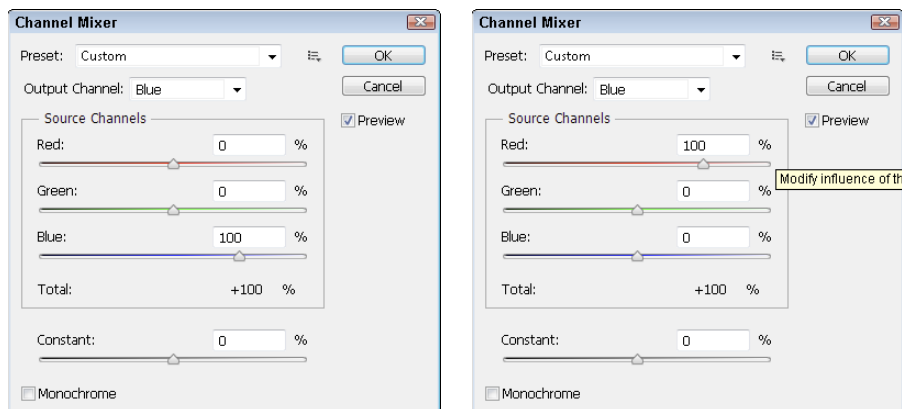 Channel Mixer
Preset: Custom OK
Output Channel: Blue Cancel
Source Channels Preview
Red: 0 %
Green: 0 %
Blue: 100 %
Total: +100 %
Constant: 0 %
Monochrome
Channel Mixer
Preset: Custom OK
Output Channel: Blue Cancel
Source Channels Preview
Red: 100 %
Modify influence of th
Green: 0 %
Blue: 0 %
Total: +100 %
Constant: 0 %
Monochrome